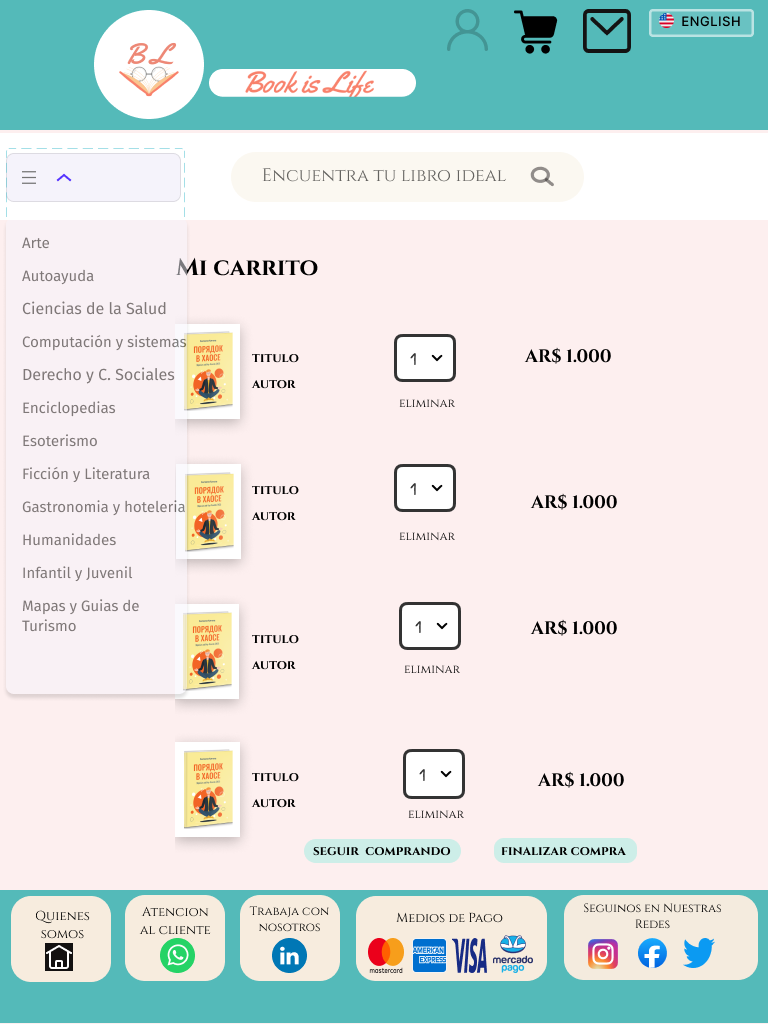 BL
Book is Life
ENGLISH
ENCUENTRA TU LIBRO IDEAL
Arte
Autoayuda
Ciencias de la Salud
Computación y sistemas
Derecho y C. Sociales
Enciclopedias
Esoterismo
Ficción y Literatura
Gastronomia y hoteleria
Humanidades
Infantil y Juvenil
Mapas y Guias de
Turismo
MI CARRITO
ПОРЯДОК
В ХАОСЕ
TITULO
AUTOR
1
ELIMINAR
AR$ 1.000
ПОРЯДОК
В ХАОСЕ
TITULO
AUTOR
1
ELIMINAR
AR$ 1.000
ПОРЯДОК
В ХАОСЕ
TITULO
AUTOR
1
ELIMINAR
AR$ 1.000
ПОРЯДОК
В ХАОСЕ
TITULO
AUTOR
1
ELIMINAR
AR$ 1.000
SEGUIR COMPRANDO
FINALIZAR COMPRA
QUIENES
SOMOS
ATENCION
AL CLIENTE
in
TRABAJA CON
NOSOTROS
MEDIOS DE PAGO
mastercard
AMERICAN
EXPRESS
VISA
mercado
pago
SEGUINOS EN NUESTRAS
REDES